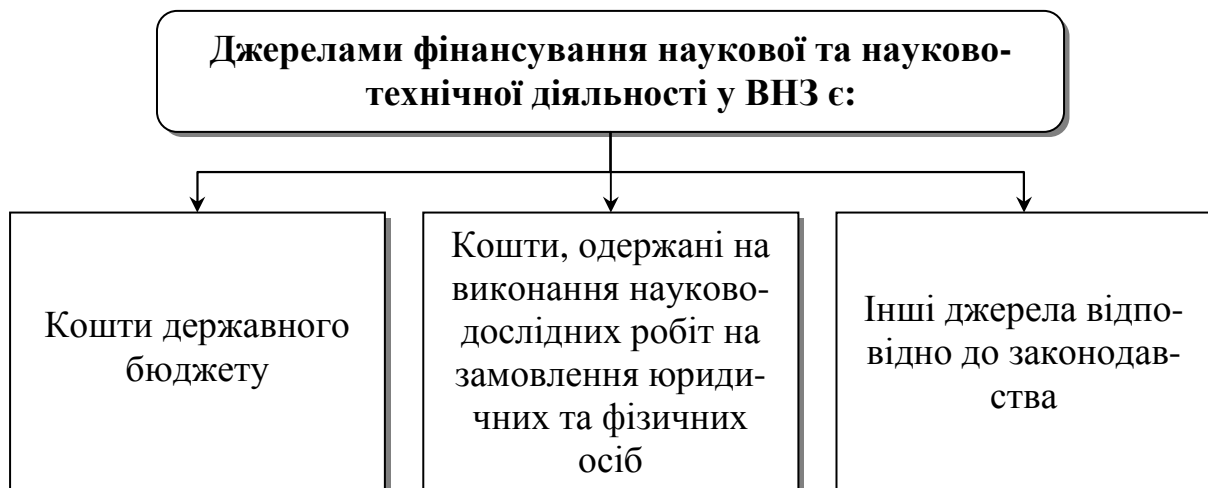 Джерелами фінансування наукової та науково-
технічної діяльності у ВНЗ є:
Кошти державного
бюджету
Кошти, одержані на
виконання науково-
дослідних робіт на
замовлення юриди-
чних та фізичних
осіб
Інші джерела відпо-
відно до законодав-
ства